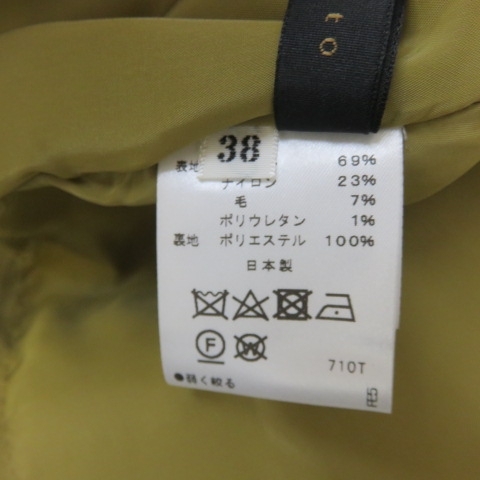 to
38
表地 69%
ナイロン 23%
毛 7%
ポリウレタン 1%
裏地 ポリエステル 100%
日本製
F W
710T
●弱く絞る